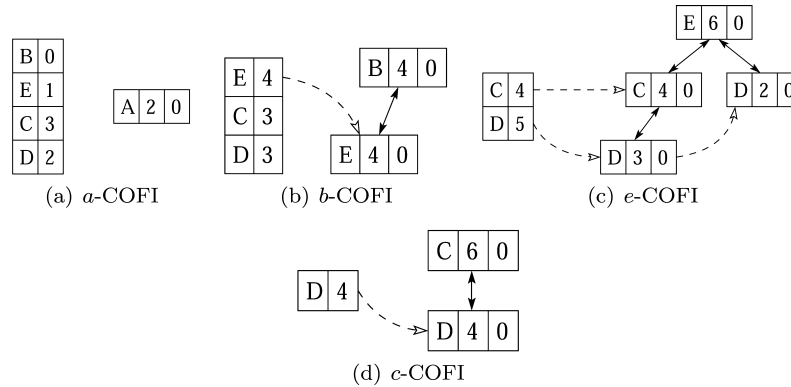 B 0
E 1
C 3
D 2
A 2 0
(a) a-COFI
E 4
C 3
D 3
B 4 0
E 4 0
(b) b-COFI
E 6 0
C 4
D 5
C 4 0
D 2 0
D 3 0
(c) e-COFI
D 4
C 6 0
D 4 0
(d) c-COFI